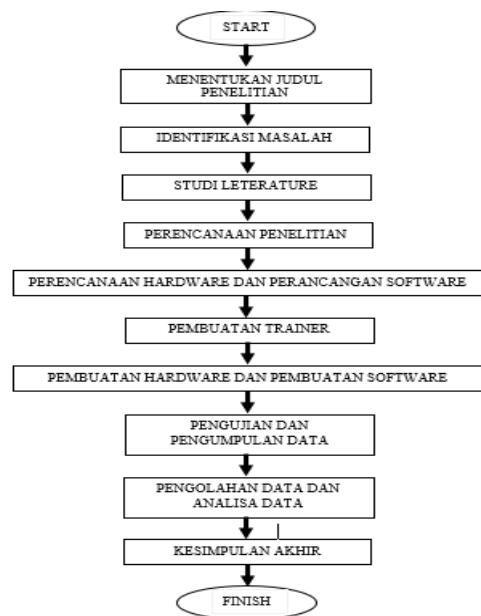 START
MENENTUKAN JUDUL
PENELITIAN
IDENTIFIKASI MASALAH
STUDI LETERATURE
PERENCANAAN PENELITIAN
PERENCANAAN HARDWARE DAN PERANCANGAN SOFTWARE
PEMBUATAN TRAINER
PEMBUATAN HARDWARE DAN PEMBUATAN SOFTWARE
PENGUJIAN DAN
PENGUMPULAN DATA
PENGOLAHAN DATA DAN
ANALISA DATA
KESIMPULAN AKHIR
FINISH